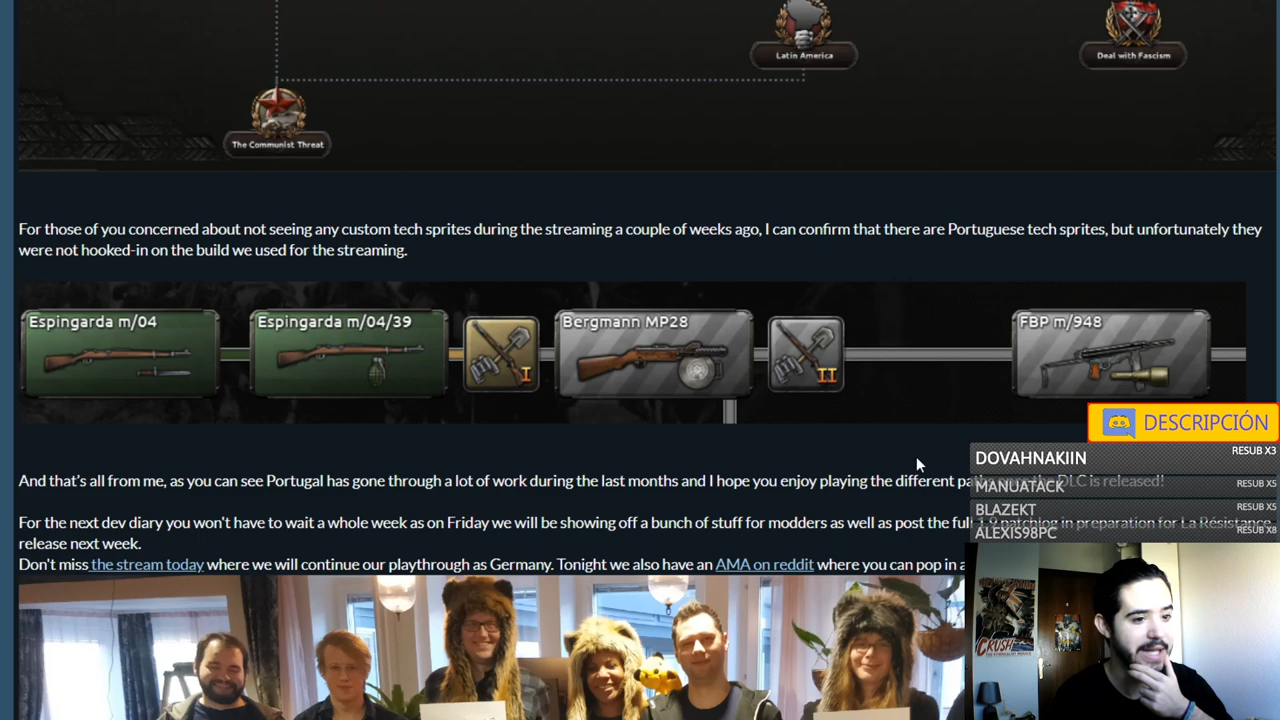 Latin America
Deal with Fascism
The Communist Threat
For those of you concerned about not seeing any custom tech sprites during the streaming a couple of weeks ago, I can confirm that there are Portuguese tech sprites, but unfortunately they
were not hooked-in on the build we used for the streaming.
Espingarda m/04
Espingarda m/04/39
I
Bergmann MP28
II
FBP m/948
DESCRIPCIÓN
DOVAHNAKIIN RESUB X3
And that's all from me, as you can see Portugal has gone through a lot of work during the last months and I hope you enjoy playing the different DLC is released!
MANUATACK RESUB X5
BLAZEKT RESUB X5
For the next dev diary you won't have to wait a whole week as on Friday we will be showing off a bunch of stuff for modders as well as post the full 1.9 patchlog in preparation for La Résistance
ALEXIS98PC RESUB X8
release next week.
Don't miss the stream today where we will continue our playthrough as Germany. Tonight we also have an AMA on reddit where you can pop in a
CRUSH